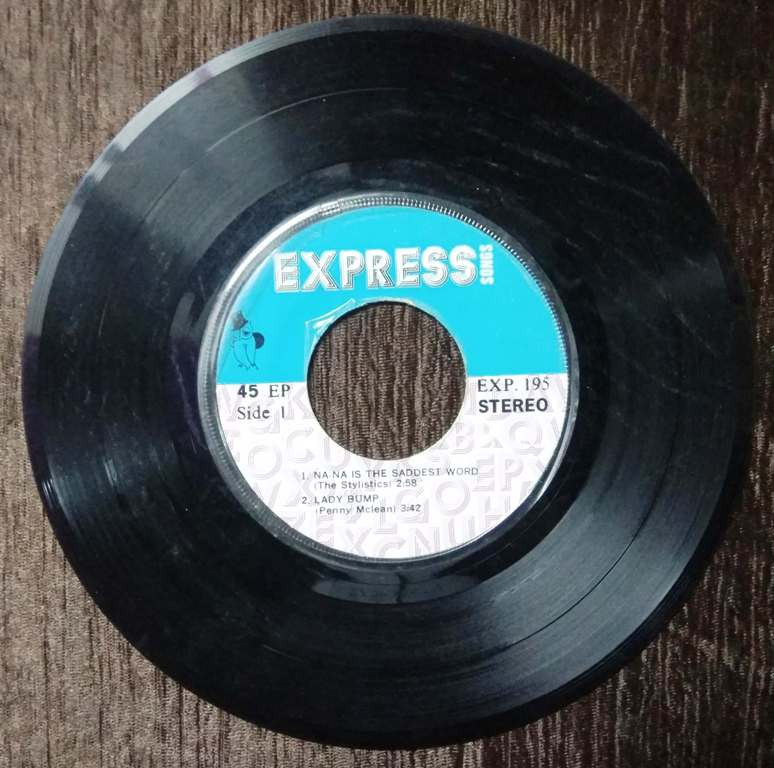 EXPRESS SONGS
45 EP EXP. 195
Side 1 STEREO
1. NA-NA IS THE SADDEST WORD
(The Stylistics) 2:58
2. LADY BUMP
(Penny Mclean) 3:42